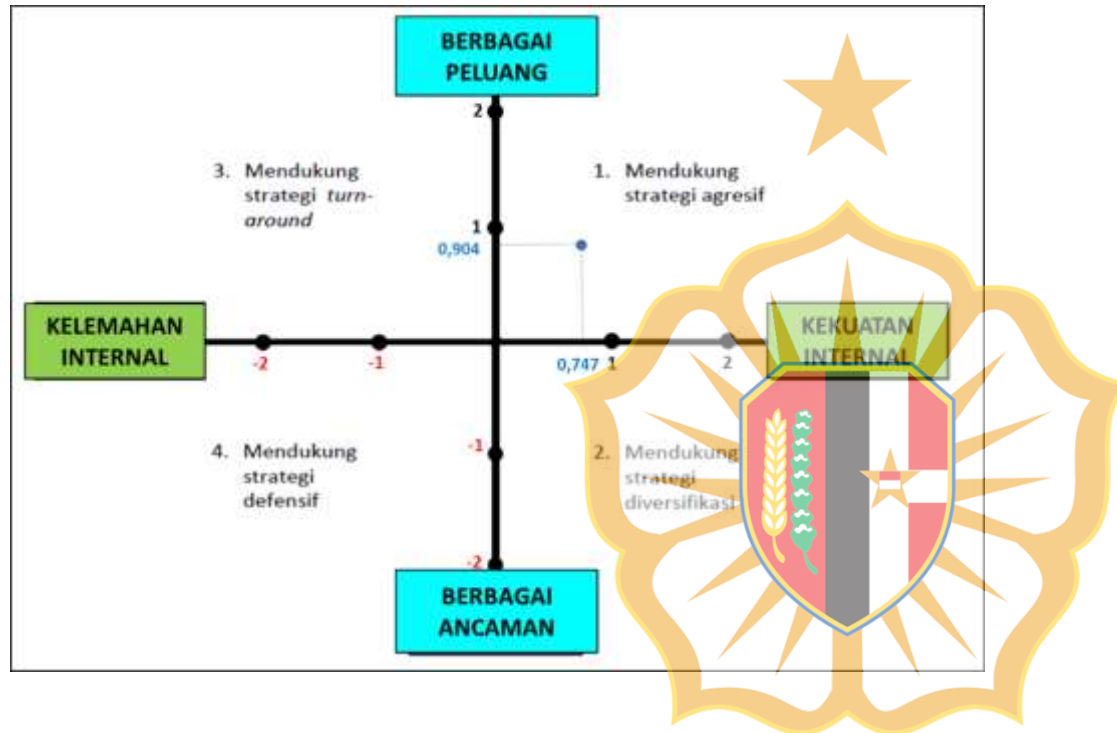 BERBAGAI
PELUANG
2
3. Mendukung
strategi turn-
around
1. Mendukung
strategi agresif
1
0,904
KELEMAHAN
INTERNAL
KEKUATAN
INTERNAL
-2
-1
0,747
1
2
4. Mendukung
strategi
defensif
-1
2. Mendukung
strategi
diversifikasi
-2
BERBAGAI
ANCAMAN